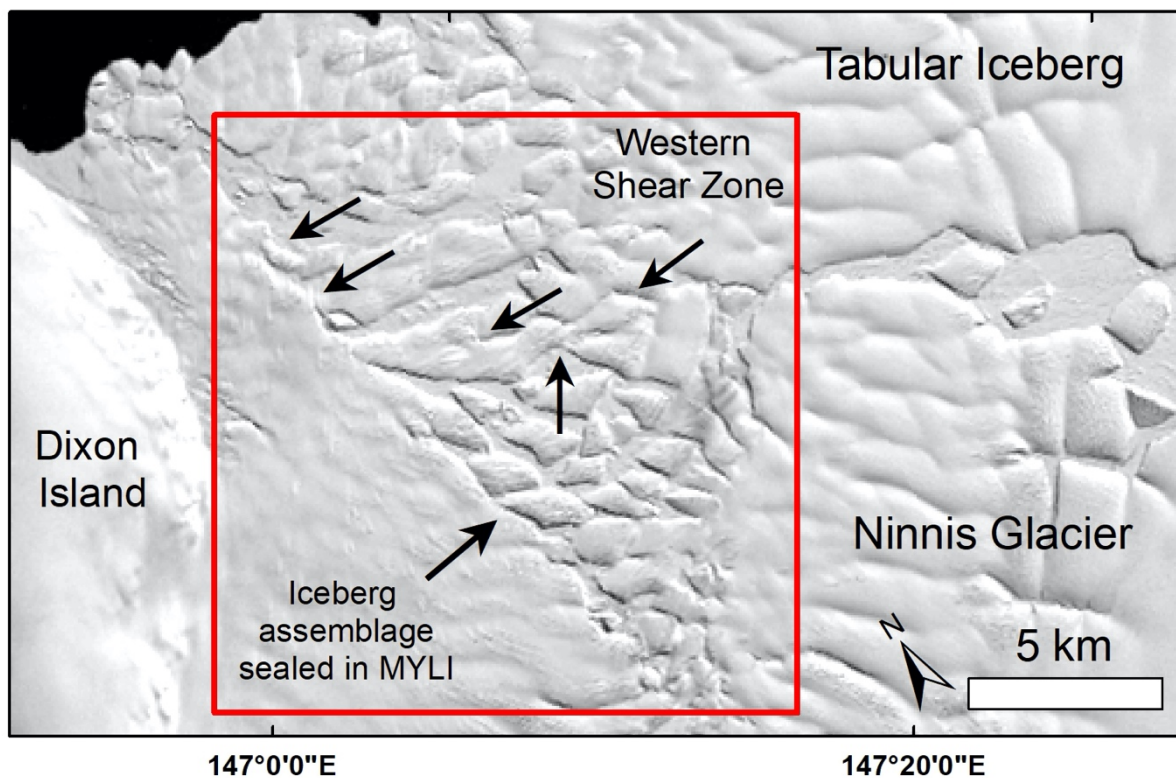 Tabular Iceberg
Western
Shear Zone
Dixon
Island
Ninnis Glacier
Iceberg
assemblage
sealed in MYLI
N
5 km
147°0'0"E
147°20'0"E